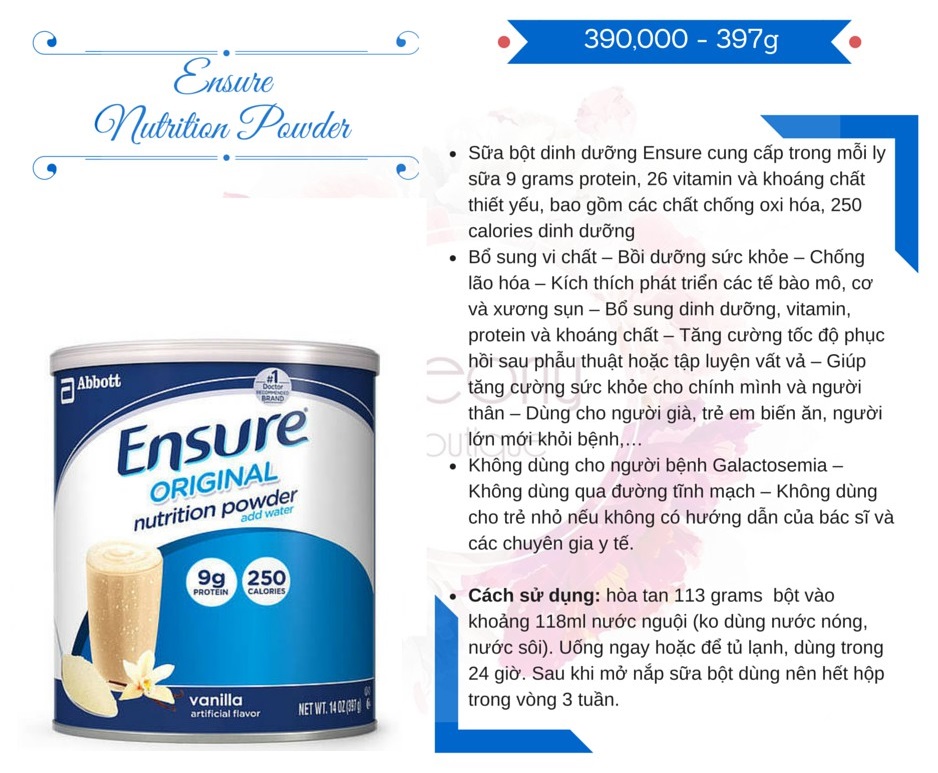 Ensure
Nutrition Powder
390,000 - 397g
Abbott
#1
Doctor
RECOMMENDED
BRAND
Ensure®
ORIGINAL
nutrition powder
add water
9g
PROTEIN
250
CALORIES
vanilla
artificial flavor
NET WT. 14 OZ (397g)
• Sữa bột dinh dưỡng Ensure cung cấp trong mỗi ly
sữa 9 grams protein, 26 vitamin và khoáng chất
thiết yếu, bao gồm các chất chống oxi hóa, 250
calories dinh dưỡng
• Bổ sung vi chất – Bồi dưỡng sức khỏe – Chống
lão hóa – Kích thích phát triển các tế bào mô, cơ
và xương sụn – Bổ sung dinh dưỡng, vitamin,
protein và khoáng chất – Tăng cường tốc độ phục
hồi sau phẫu thuật hoặc tập luyện vất vả – Giúp
tăng cường sức khỏe cho chính mình và người
thân – Dùng cho người già, trẻ em biến ăn, người
lớn mới khỏi bệnh,...
• Không dùng cho người bệnh Galactosemia –
Không dùng qua đường tĩnh mạch – Không dùng
cho trẻ nhỏ nếu không có hướng dẫn của bác sĩ và
các chuyên gia y tế.
• Cách sử dụng: hòa tan 113 grams  bột vào
khoảng 118ml nước nguội (ko dùng nước nóng,
nước sôi). Uống ngay hoặc để tủ lạnh, dùng trong
24 giờ. Sau khi mở nắp sữa bột dùng nên hết hộp
trong vòng 3 tuần.
eony
outique